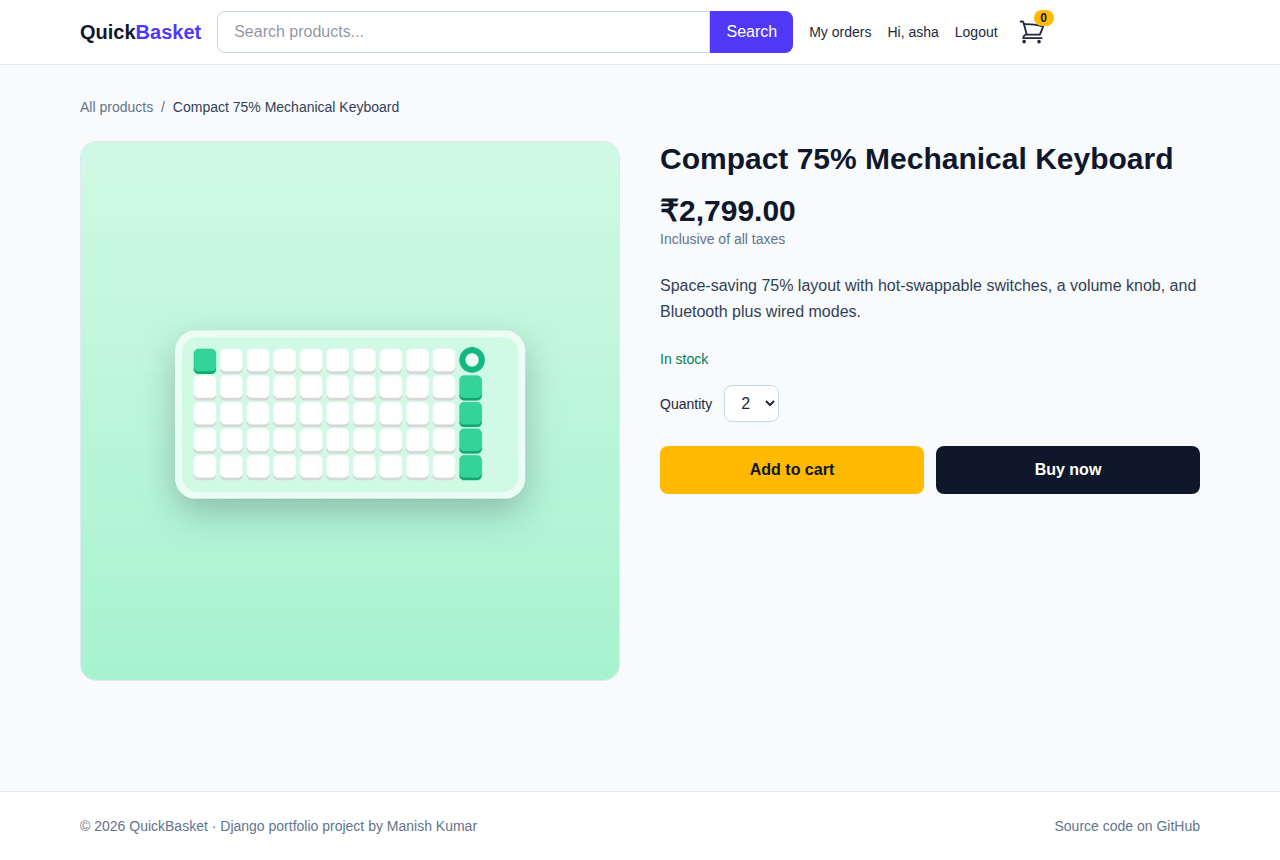 QuickBasket
Search products...
Search
My orders
Hi, asha
Logout
0
All products / Compact 75% Mechanical Keyboard
Compact 75% Mechanical Keyboard
₹2,799.00
Inclusive of all taxes
Space-saving 75% layout with hot-swappable switches, a volume knob, and
Bluetooth plus wired modes.
In stock
Quantity 2
Add to cart
Buy now
© 2026 QuickBasket · Django portfolio project by Manish Kumar
Source code on GitHub